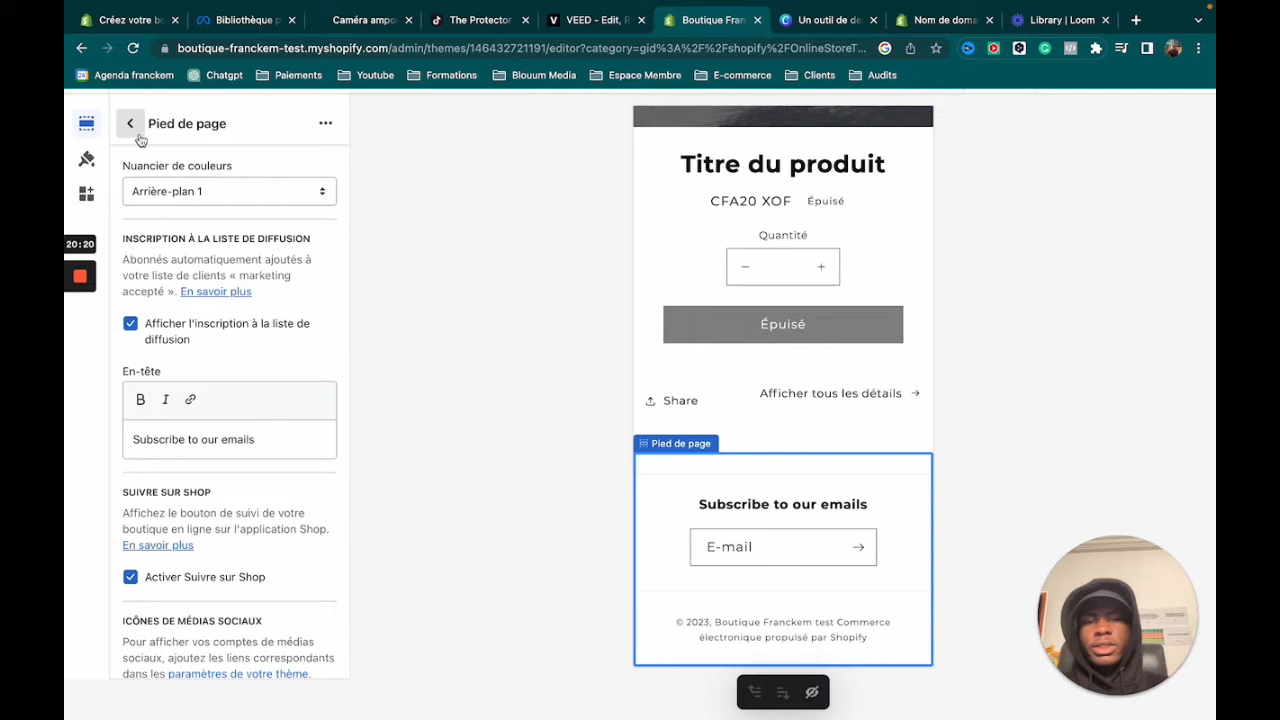 Créez votre bo
Bibliothèque p
Caméra ampo
The Protector
VEED - Edit, R
Boutique Fran
Un outil de de
Nom de doma
Library | Loom
boutique-franckem-test.myshopify.com/admin/themes/146432721191/editor?category=gid%3A%2F%2Fshopify%2FOnlineStoreT...
Agenda franckem
Chatgpt
Paiements
Youtube
Formations
Blouum Media
Espace Membre
E-commerce
Clients
Audits
Pied de page
Nuancier de couleurs
Arrière-plan 1
INSCRIPTION À LA LISTE DE DIFFUSION
Abonnés automatiquement ajoutés à
votre liste de clients « marketing
accepté ». En savoir plus
Afficher l'inscription à la liste de
diffusion
En-tête
B I
Subscribe to our emails
SUIVRE SUR SHOP
Affichez le bouton de suivi de votre
boutique en ligne sur l'application Shop.
En savoir plus
Activer Suivre sur Shop
ICÔNES DE MÉDIAS SOCIAUX
Pour afficher vos comptes de médias
sociaux, ajoutez les liens correspondants
dans les paramètres de votre thème.
20:20
Titre du produit
CFA20 XOF Épuisé
Quantité
Épuisé
Share
Afficher tous les détails
Pied de page
Subscribe to our emails
E-mail
© 2023, Boutique Franckem test Commerce
électronique propulsé par Shopify